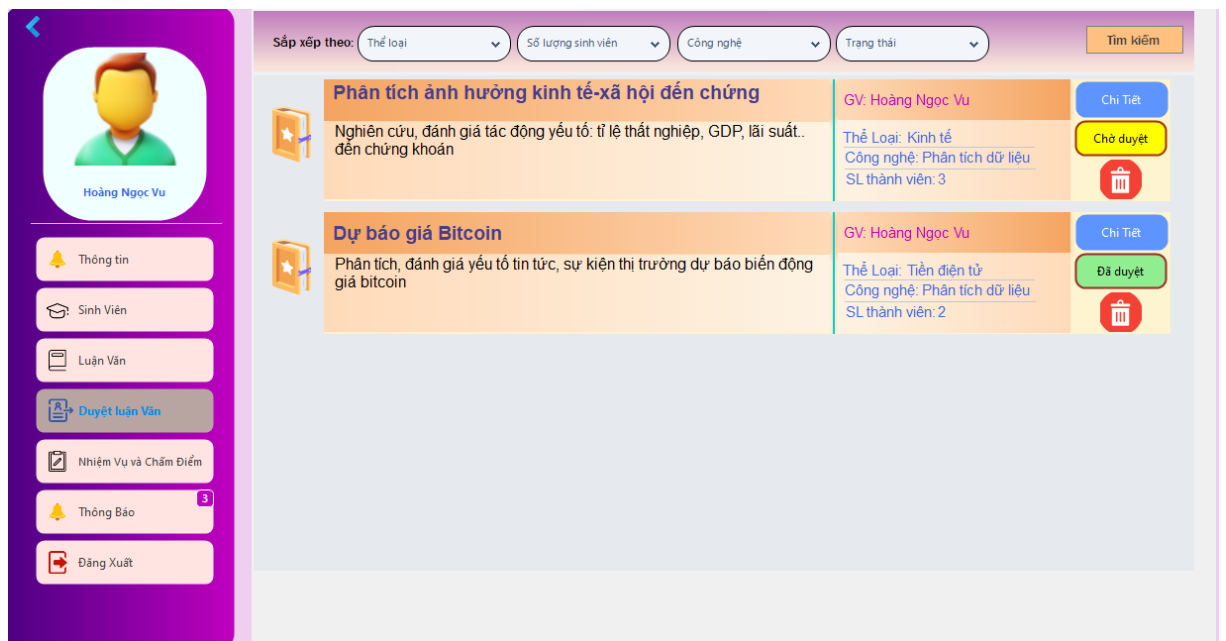 Hoàng Ngọc Vu
Thông tin
Sinh Viên
Luận Văn
Duyệt luận Văn
Nhiệm Vụ và Chấm Điểm
Thông Báo
3
Đăng Xuất
Sắp xếp theo: Thể loại Số lượng sinh viên Công nghệ Trạng thái Tìm kiếm
Phân tích ảnh hưởng kinh tế-xã hội đến chứng
Nghiên cứu, đánh giá tác động yếu tố: tỉ lệ thất nghiệp, GDP, lãi suất..
đến chứng khoán
GV: Hoàng Ngọc Vu
Thể Loại: Kinh tế
Công nghệ: Phân tích dữ liệu
SL thành viên: 3
Chi Tiết
Chờ duyệt
Dự báo giá Bitcoin
Phân tích, đánh giá yếu tố tin tức, sự kiện thị trường dự báo biến động
giá bitcoin
GV: Hoàng Ngọc Vu
Thể Loại: Tiền điện tử
Công nghệ: Phân tích dữ liệu
SL thành viên: 2
Chi Tiết
Đã duyệt